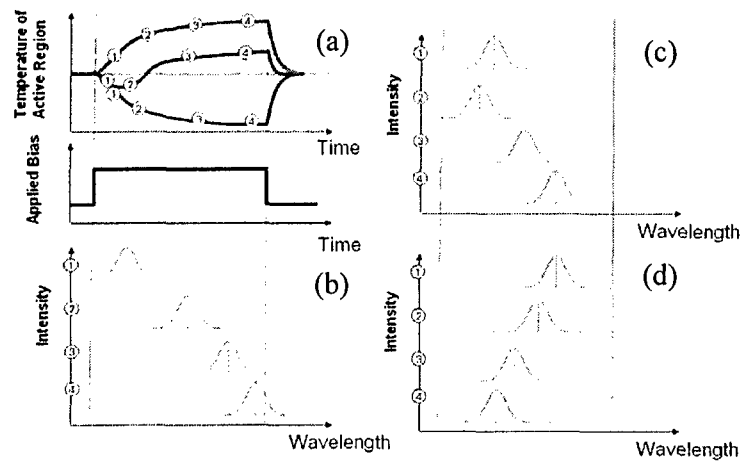 (a)
Temperature of
Active Region
① ② ③ ④
① ② ③ ④
① ② ③ ④
Time
Applied Bias
Time
(b)
Intensity
①
②
③
④
Wavelength
(c)
Intensity
①
②
③
④
Wavelength
(d)
Intensity
①
②
③
④
Wavelength